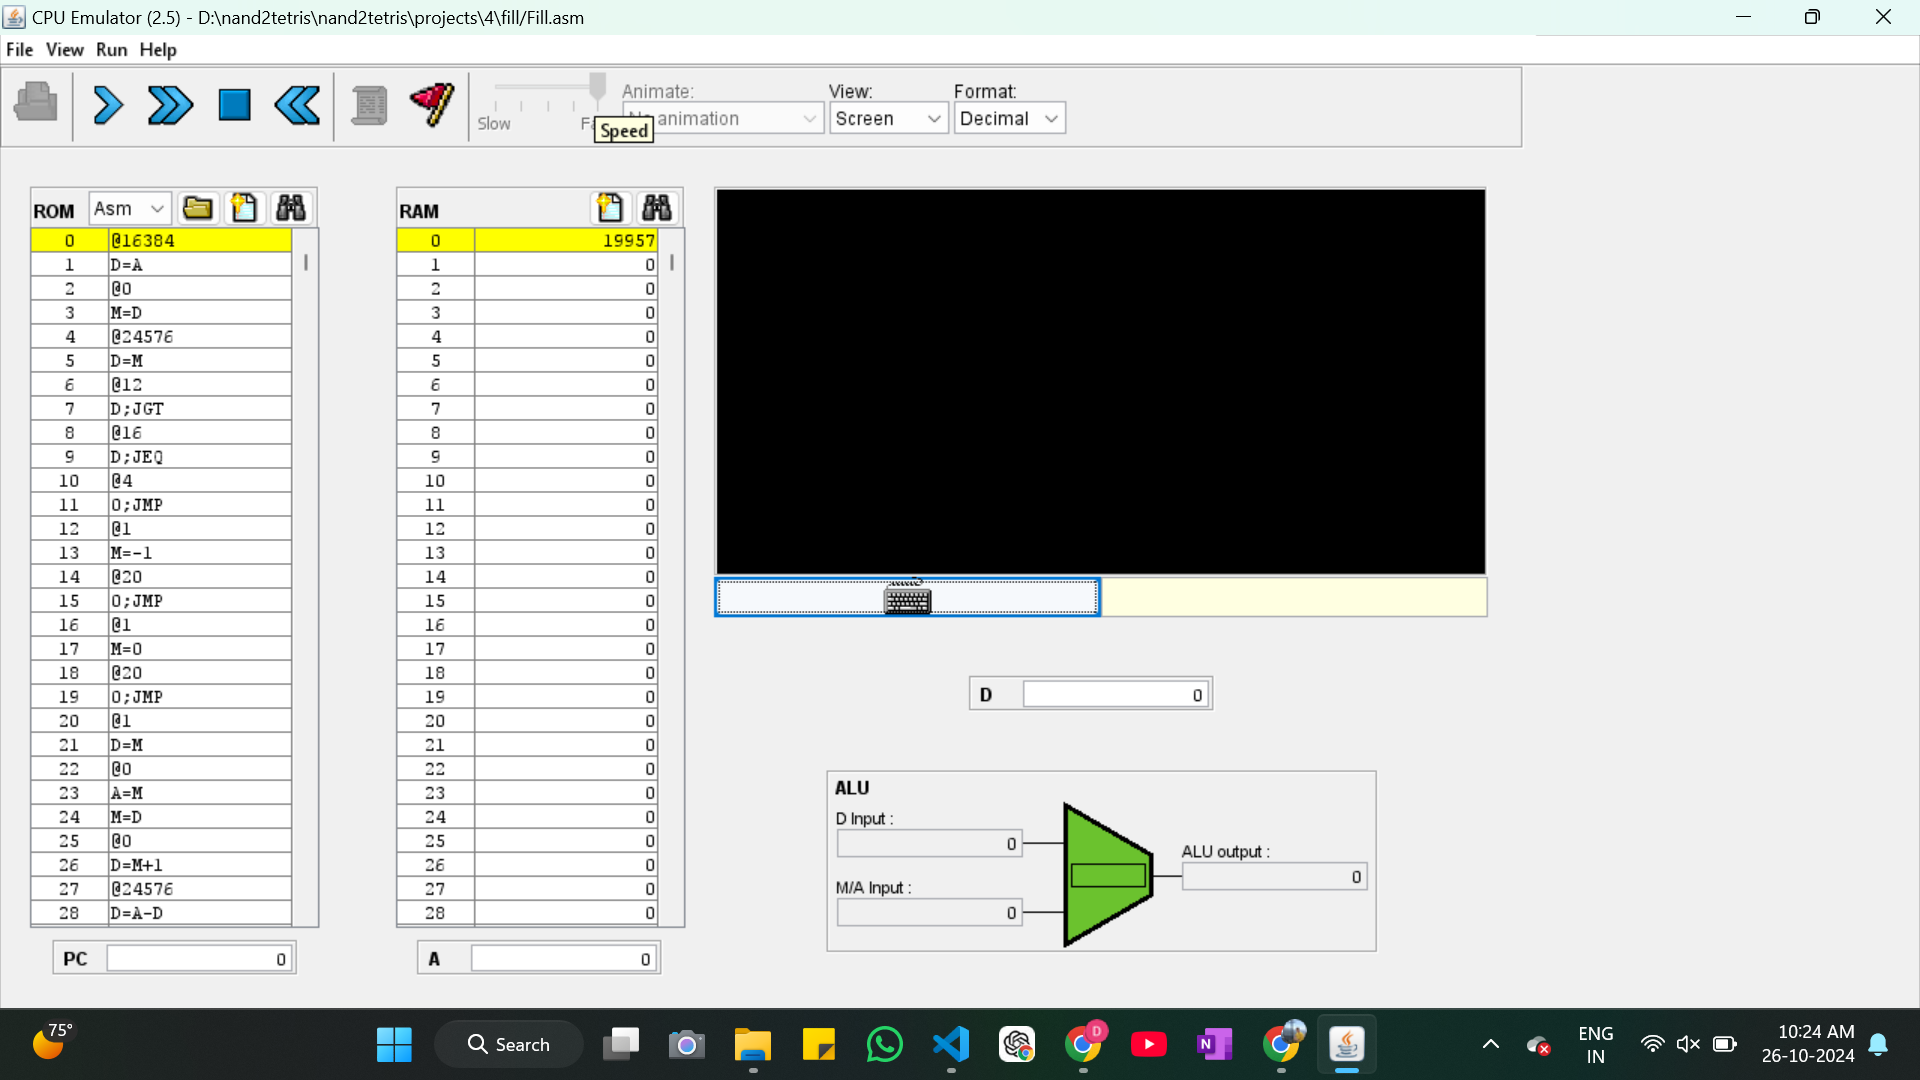 CPU Emulator (2.5) - D:\nand2tetris\nand2tetris\projects\4\fill/Fill.asm
File View Run Help
Animate: View: Format:
Slow Speed animation Screen Decimal
ROM Asm
0 @16384
1 D=A
2 @0
3 M=D
4 @24576
5 D=M
6 @12
7 D;JGT
8 @16
9 D;JEQ
10 @4
11 0;JMP
12 @1
13 M=-1
14 @20
15 0;JMP
16 @1
17 M=0
18 @20
19 0;JMP
20 @1
21 D=M
22 @0
23 A=M
24 M=D
25 @0
26 D=M+1
27 @24576
28 D=A-D
PC 0
RAM
0 19957
1 0
2 0
3 0
4 0
5 0
6 0
7 0
8 0
9 0
10 0
11 0
12 0
13 0
14 0
15 0
16 0
17 0
18 0
19 0
20 0
21 0
22 0
23 0
24 0
25 0
26 0
27 0
28 0
A 0
D 0
ALU
D Input :
0
M/A Input :
0
ALU output :
0
75°
Search
D
N
ENG
IN
10:24 AM
26-10-2024